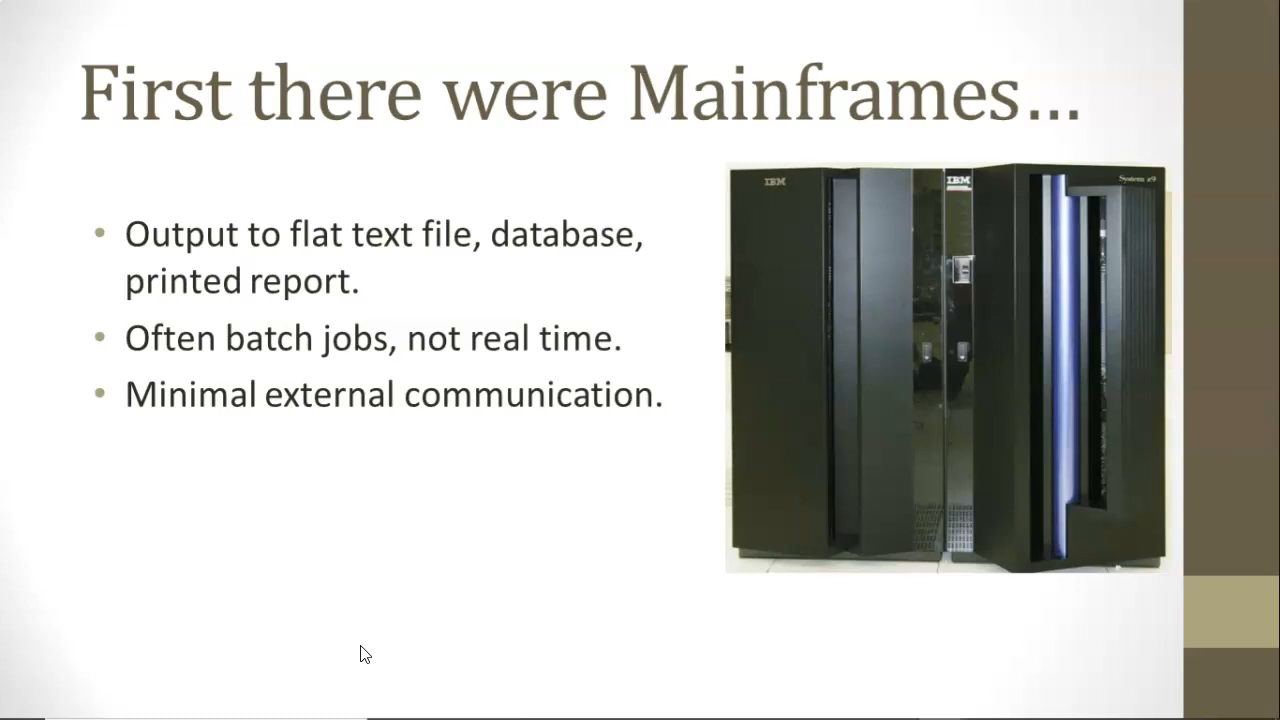 First there were Mainframes...
• Output to flat text file, database,
printed report.
• Often batch jobs, not real time.
• Minimal external communication.
IBM
IBM
System z9